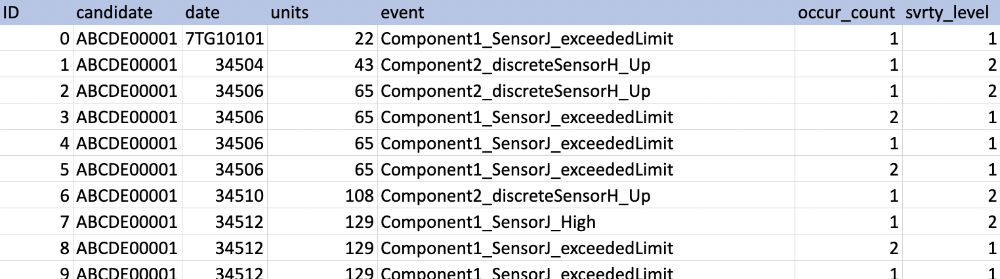 ID candidate date units event occur_count svrty_level
0 ABCDE00001 7TG10101 22 Component1_SensorJ_exceededLimit 1 1
1 ABCDE00001 34504 43 Component2_discreteSensorH_Up 1 2
2 ABCDE00001 34506 65 Component2_discreteSensorH_Up 1 2
3 ABCDE00001 34506 65 Component1_SensorJ_exceededLimit 2 1
4 ABCDE00001 34506 65 Component1_SensorJ_exceededLimit 1 1
5 ABCDE00001 34506 65 Component1_SensorJ_exceededLimit 2 1
6 ABCDE00001 34510 108 Component2_discreteSensorH_Up 1 2
7 ABCDE00001 34512 129 Component1_SensorJ_High 1 2
8 ABCDE00001 34512 129 Component1_SensorJ_exceededLimit 2 1
9 ABCDE00001 34512 129 Component1_SensorJ_exceededLimit 1 1